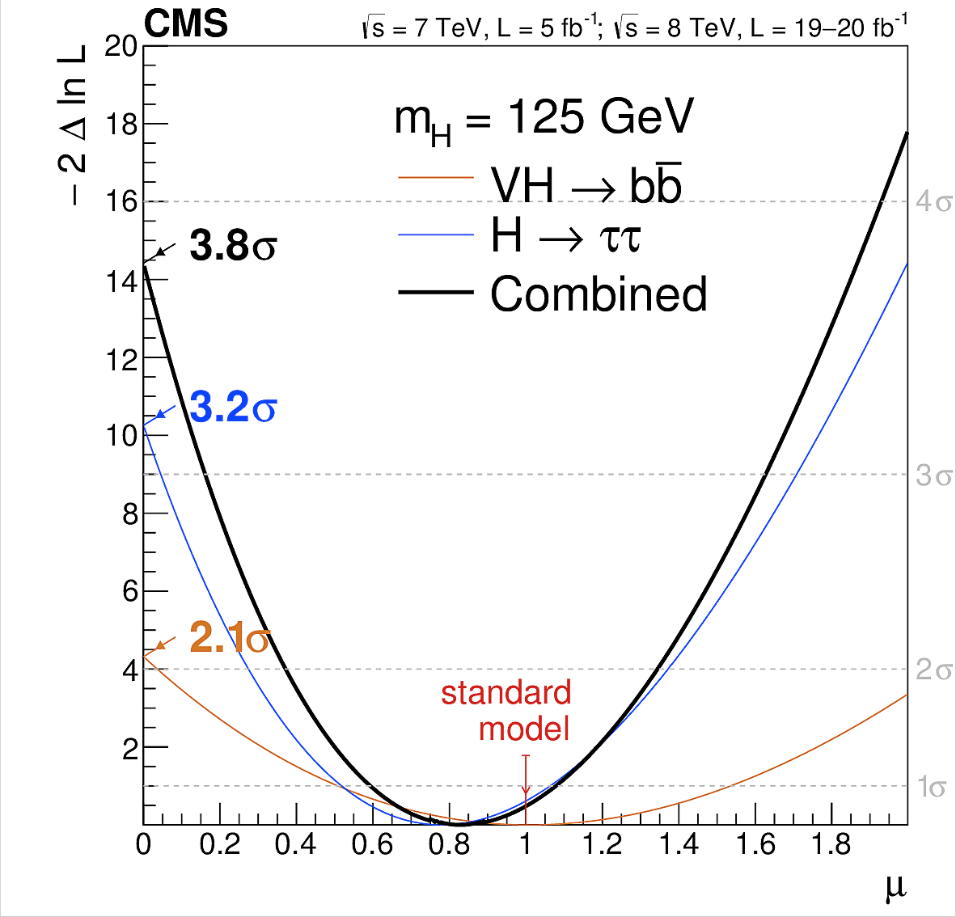 CMS
√s = 7 TeV, L = 5 fb⁻¹; √s = 8 TeV, L = 19–20 fb⁻¹
− 2 Δ ln L
m_H = 125 GeV
VH → bb̅
H → ττ
Combined
3.8σ
3.2σ
2.1σ
standard
model
20
18
16
14
12
10
8
6
4
2
4σ
3σ
2σ
1σ
0 0.2 0.4 0.6 0.8 1 1.2 1.4 1.6 1.8
μ